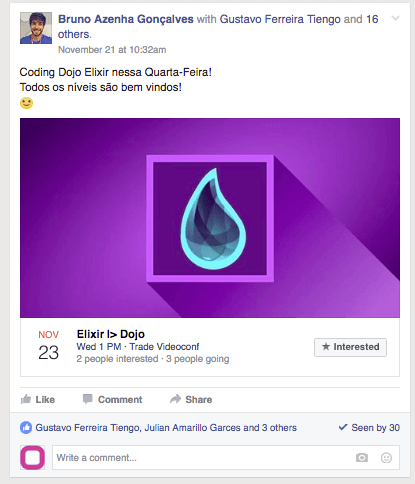 Bruno Azenha Gonçalves with Gustavo Ferreira Tiengo and 16
others.
November 21 at 10:32am
Coding Dojo Elixir nessa Quarta-Feira!
Todos os níveis são bem vindos!
NOV
23
Elixir |> Dojo
Wed 1 PM · Trade Videoconf
2 people interested · 3 people going
★ Interested
Like
Comment
Share
Gustavo Ferreira Tiengo, Julian Amarillo Garces and 3 others
Seen by 30
Write a comment...